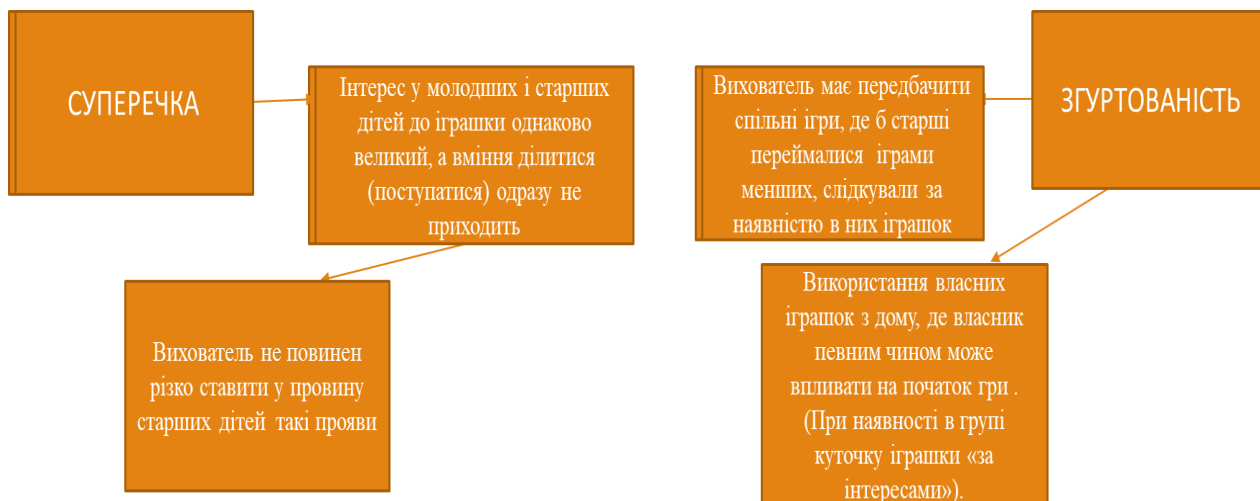 СУПЕРЕЧКА
Інтерес у молодших і старших
дітей до іграшки однаково
великий, а вміння ділитися
(поступатися) одразу не
приходить
Вихователь не повинен
різко ставити у провину
старших дітей такі прояви
Вихователь має передбачити
спільні ігри, де б старші
переймалися іграми
менших, слідкували за
наявністю в них іграшок
ЗГУРТОВАНІСТЬ
Використання власних
іграшок з дому, де власник
певним чином може
впливати на початок гри .
(При наявності в групі
куточку іграшки «за
інтересами»).